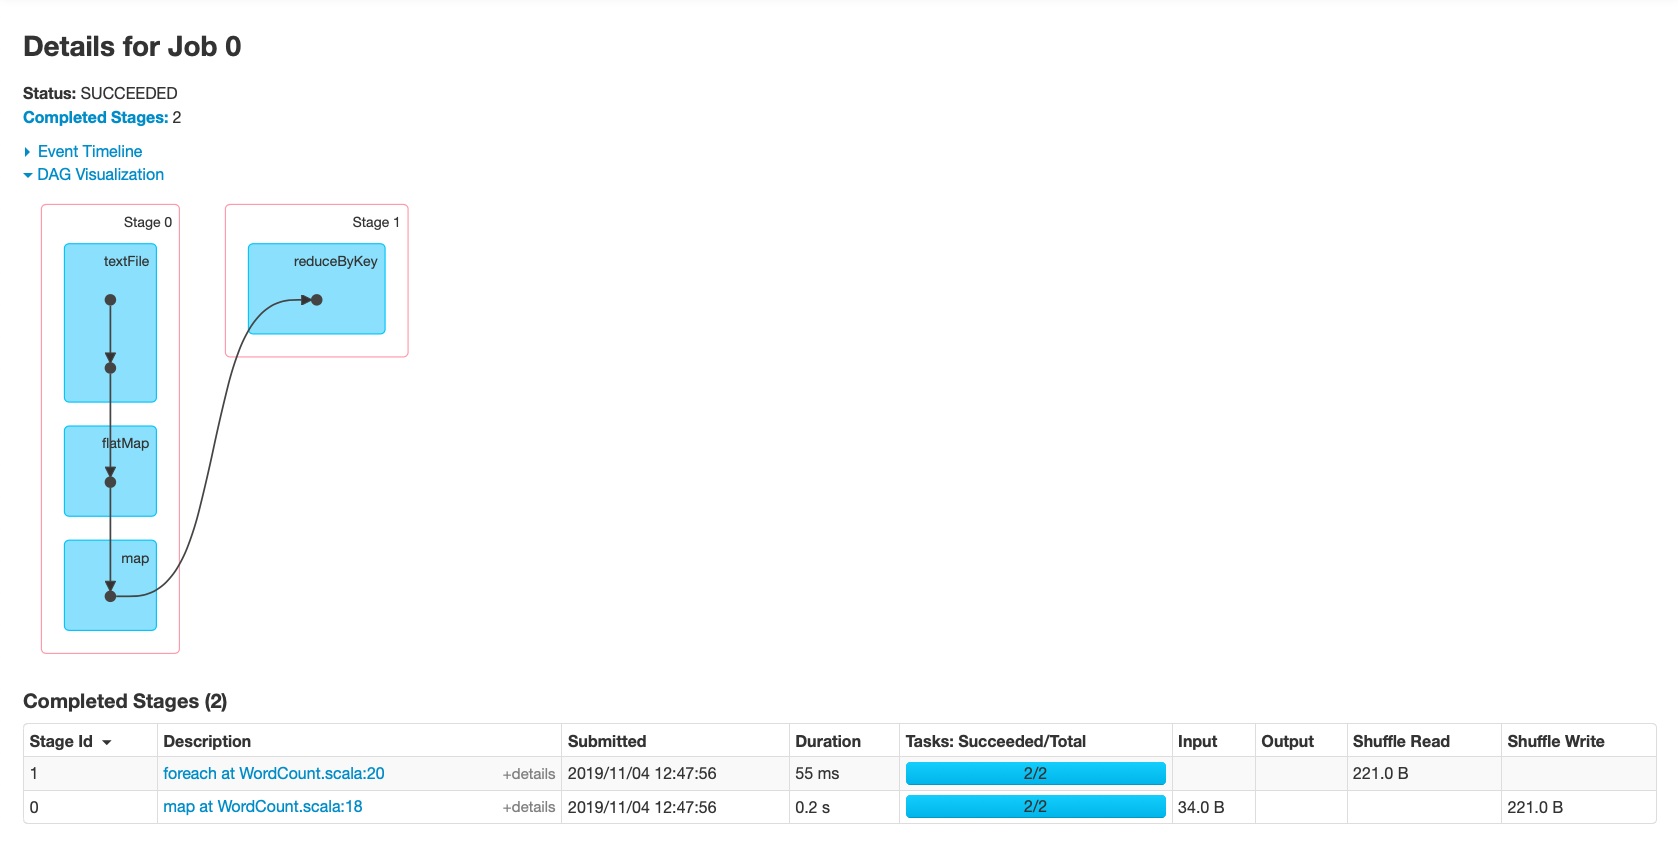 Details for Job 0
Status: SUCCEEDED
Completed Stages: 2
Event Timeline
DAG Visualization
Stage 0
Stage 1
textFile
reduceByKey
flatMap
map
Completed Stages (2)
Stage Id Description Submitted Duration Tasks: Succeeded/Total Input Output Shuffle Read Shuffle Write
1 foreach at WordCount.scala:20 +details 2019/11/04 12:47:56 55 ms 2/2 221.0 B
0 map at WordCount.scala:18 +details 2019/11/04 12:47:56 0.2 s 2/2 34.0 B 221.0 B